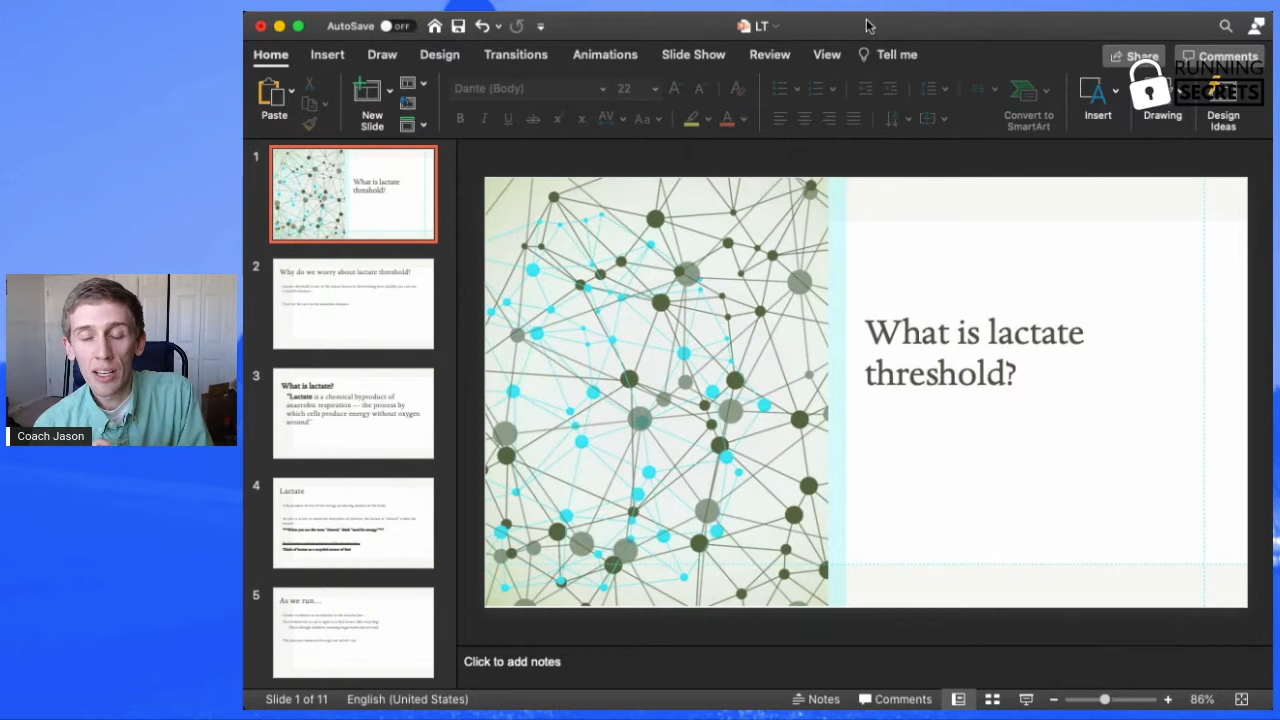 AutoSave OFF
LT
Home Insert Draw Design Transitions Animations Slide Show Review View Tell me Share Comments
Paste
New
Slide
Dante (Body)
22
Convert to
SmartArt
Insert
Drawing
Design
Ideas
RUNNING
SECRETS
1
What is lactate
threshold?
2
Why do we worry about lactate threshold?
3
What is lactate?
"Lactate is a chemical byproduct of
anaerobic respiration — the process by
which cells produce energy without oxygen
around"
4
Lactate
5
As we run...
What is lactate
threshold?
Coach Jason
Click to add notes
Slide 1 of 11 English (United States) Notes Comments 86%